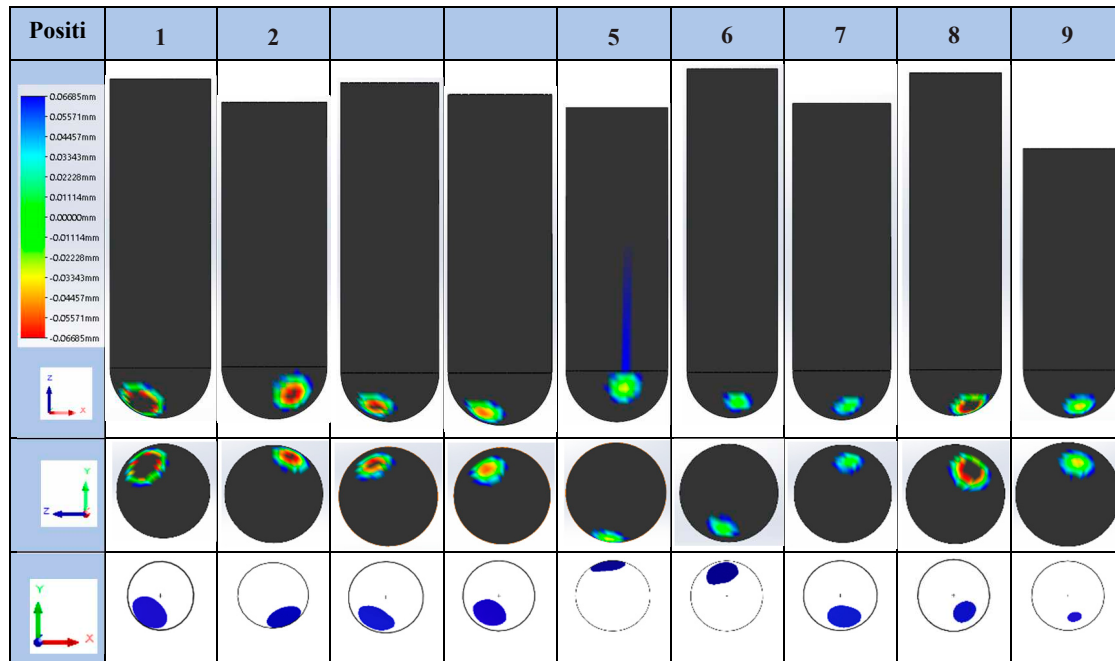 Positi 1 2 5 6 7 8 9
0.06685mm
0.05571mm
0.04457mm
0.03343mm
0.02228mm
0.01114mm
0.00000mm
-0.01114mm
-0.02228mm
-0.03343mm
-0.04457mm
-0.05571mm
-0.06685mm
Z
X
Y
Z
Y
X